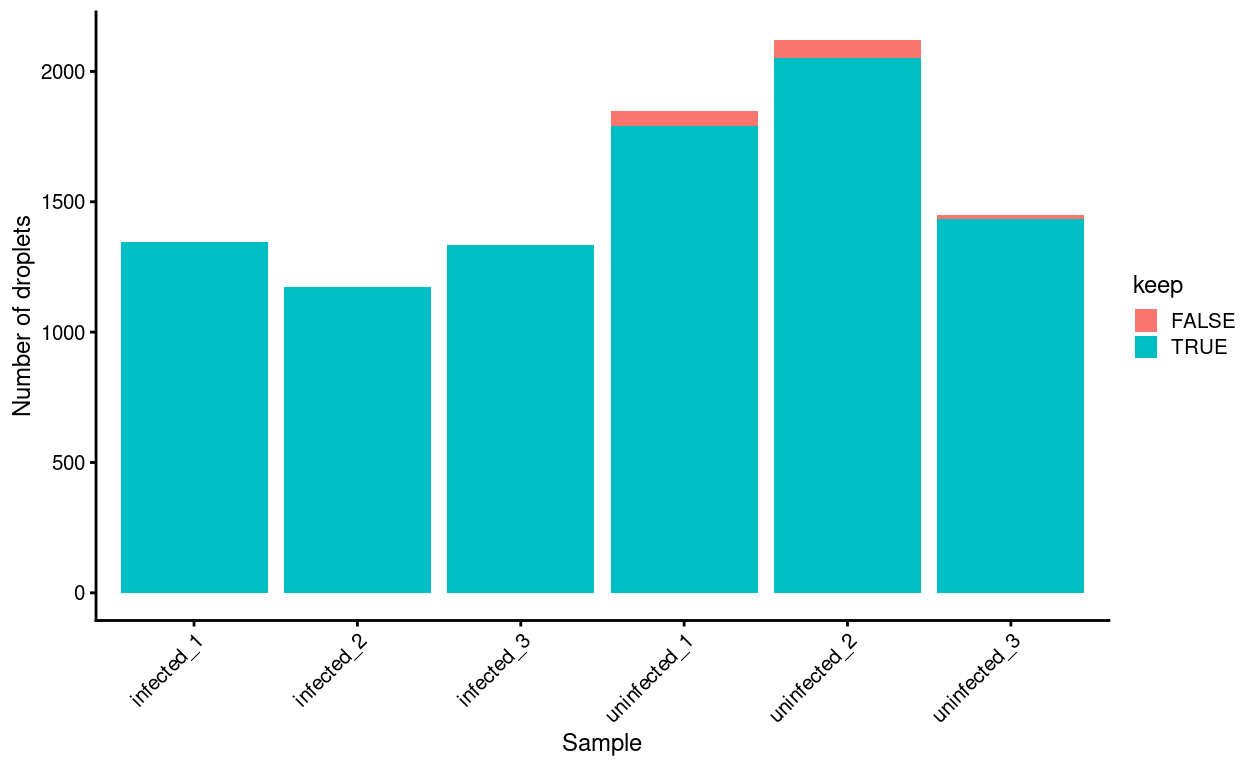 Number of droplets
2000
1500
1000
500
0
infected_1
infected_2
infected_3
uninfected_1
uninfected_2
uninfected_3
Sample
keep
FALSE
TRUE